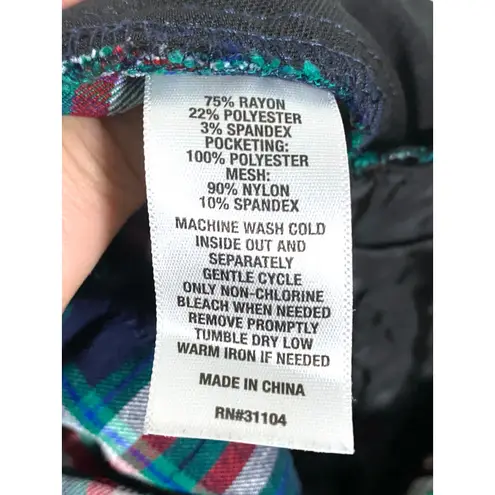 75% RAYON
22% POLYESTER
3% SPANDEX
POCKETING:
100% POLYESTER
MESH:
90% NYLON
10% SPANDEX
MACHINE WASH COLD
INSIDE OUT AND
SEPARATELY
GENTLE CYCLE
ONLY NON-CHLORINE
BLEACH WHEN NEEDED
REMOVE PROMPTLY
TUMBLE DRY LOW
WARM IRON IF NEEDED
MADE IN CHINA
RN#31104